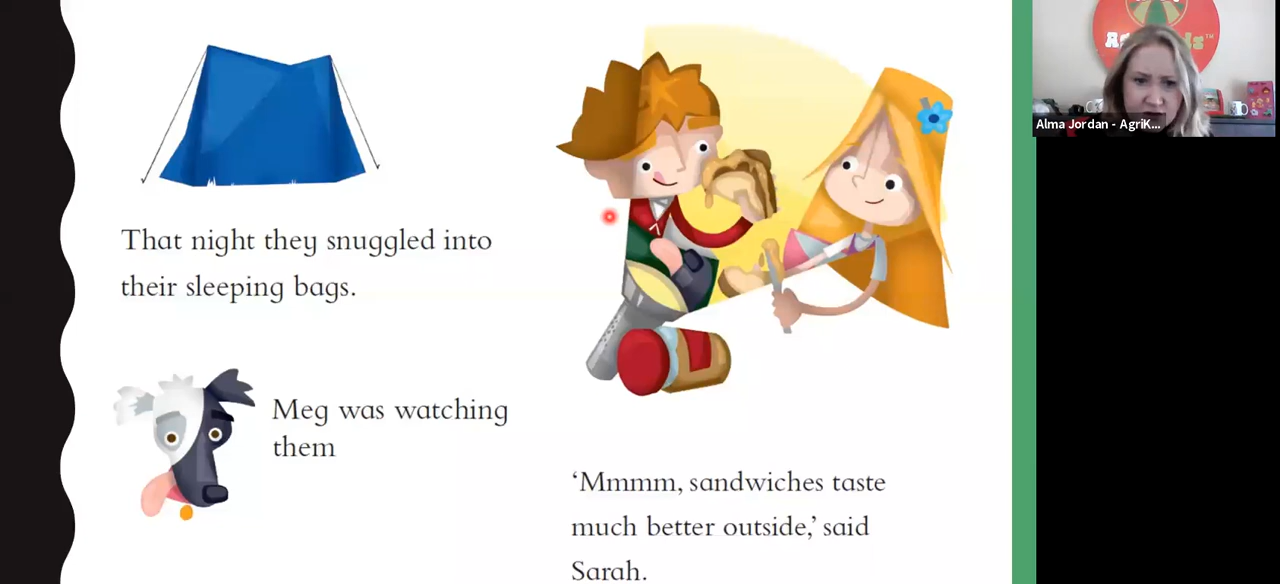 That night they snuggled into
their sleeping bags.
Meg was watching
them
‘Mmmm, sandwiches taste
much better outside,’ said
Sarah.
Alma Jordan - AgriK...